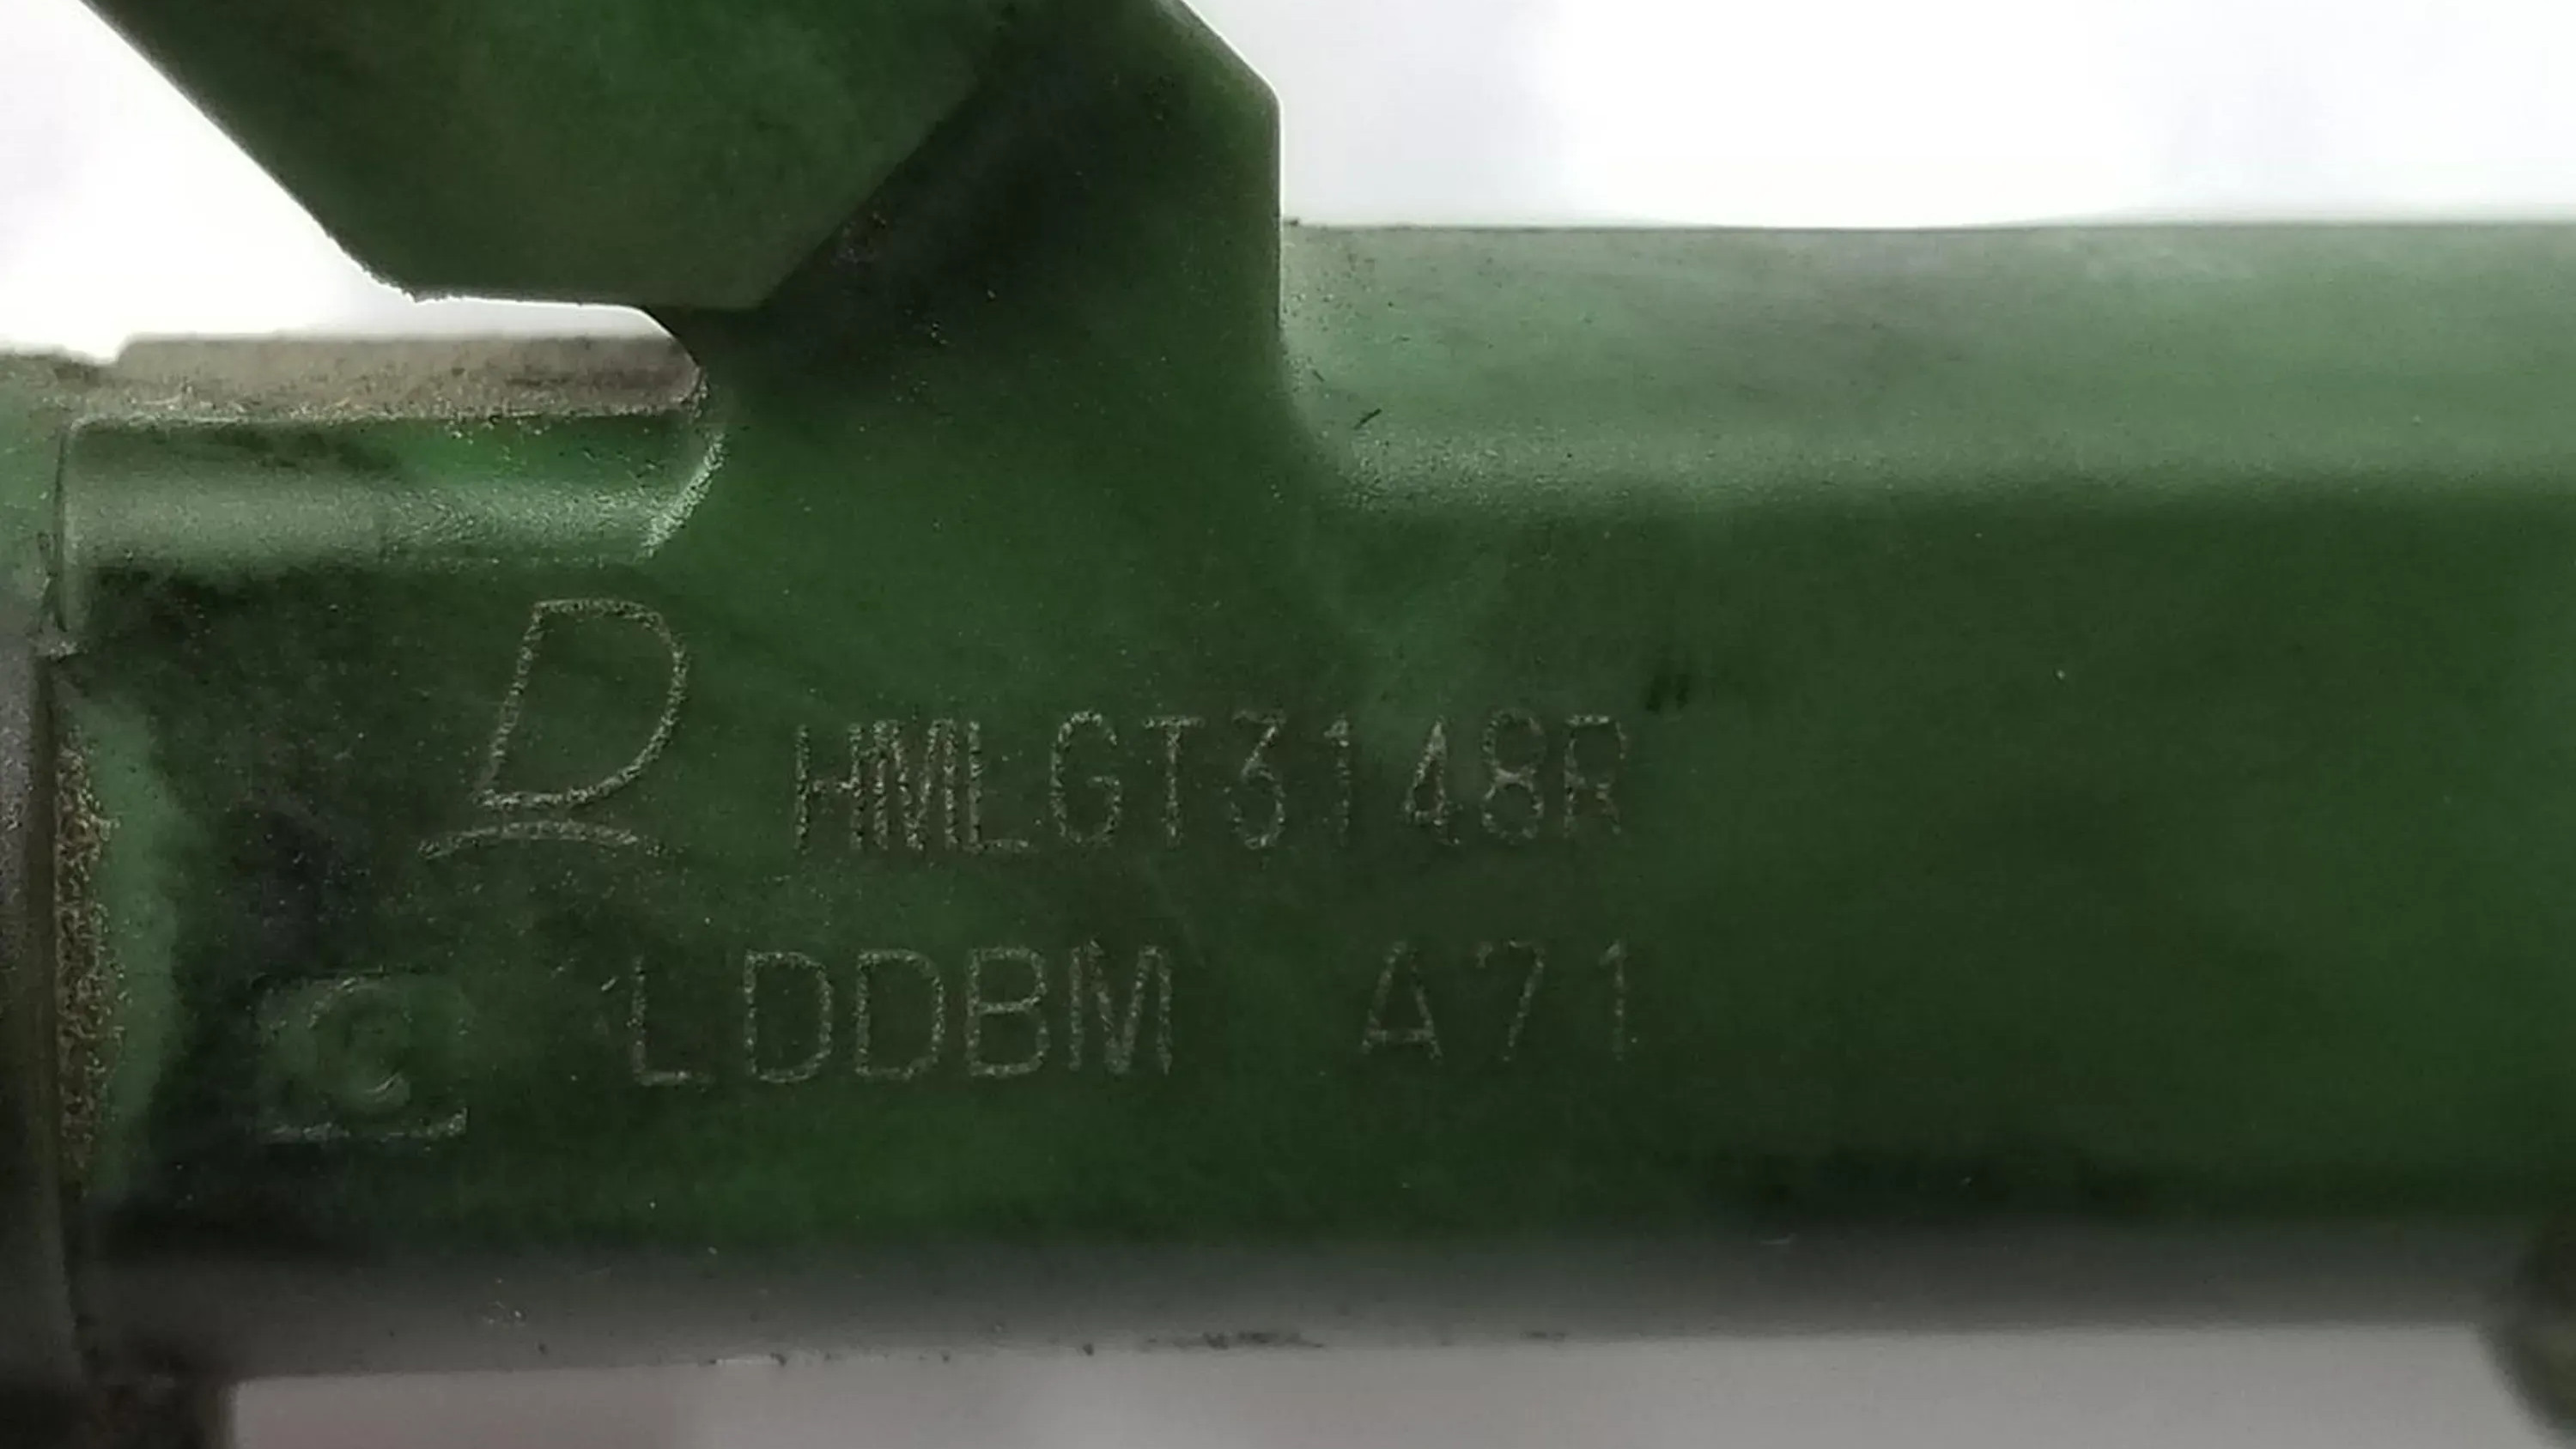 D HMLGT3148R
LDDBM A71